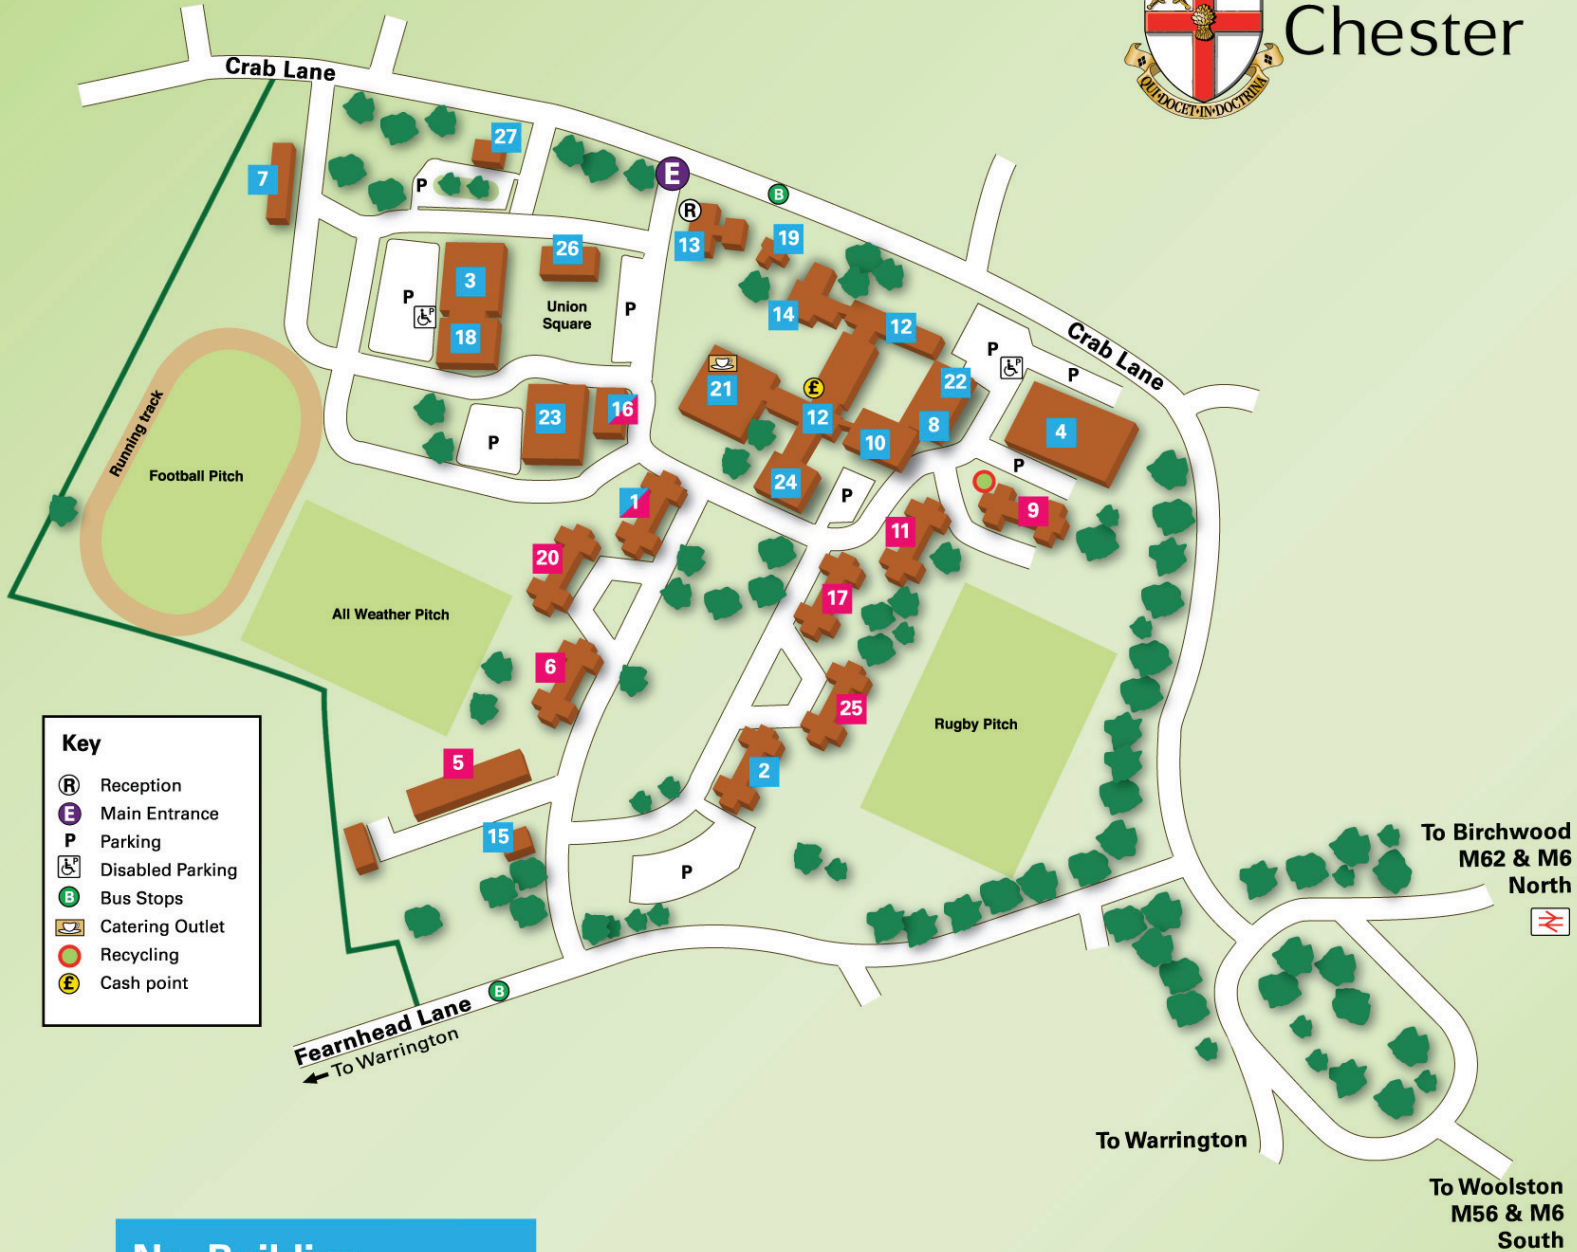 Chester
QUI·DOCET·IN·DOCTRINA
Crab Lane
27
7
P
E
B
R
13
19
26
3
P
P
Union
Square
18
14
12
P
Crab Lane
P
22
21
£
16
23
12
8
4
P
10
Running track
Football Pitch
24
P
P
1
9
11
20
17
All Weather Pitch
6
25
Rugby Pitch
2
5
15
P
Key
R Reception
E Main Entrance
P Parking
P Disabled Parking
B Bus Stops
Catering Outlet
Recycling
£ Cash point
B
Fearnhead Lane
To Warrington
To Birchwood
M62 & M6
North
To Warrington
To Woolston
M56 & M6
South